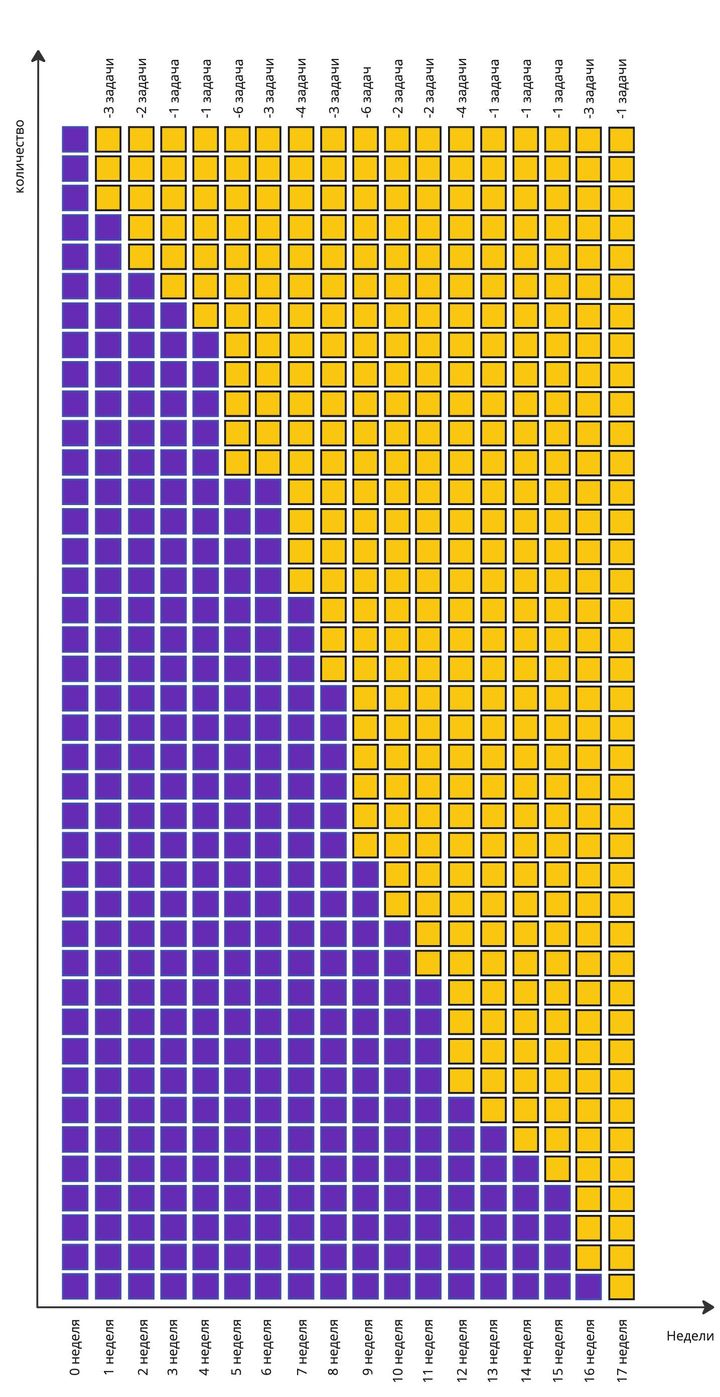 количество
-3 задачи
-2 задачи
-1 задача
-1 задача
-6 задача
-3 задачи
-4 задачи
-3 задачи
-6 задач
-2 задача
-2 задачи
-4 задачи
-1 задача
-1 задача
-1 задача
-3 задачи
-1 задачи
0 неделя
1 неделя
2 неделя
3 неделя
4 неделя
5 неделя
6 неделя
7 неделя
8 неделя
9 неделя
10 неделя
11 неделя
12 неделя
13 неделя
14 неделя
15 неделя
16 неделя
17 неделя
Недели